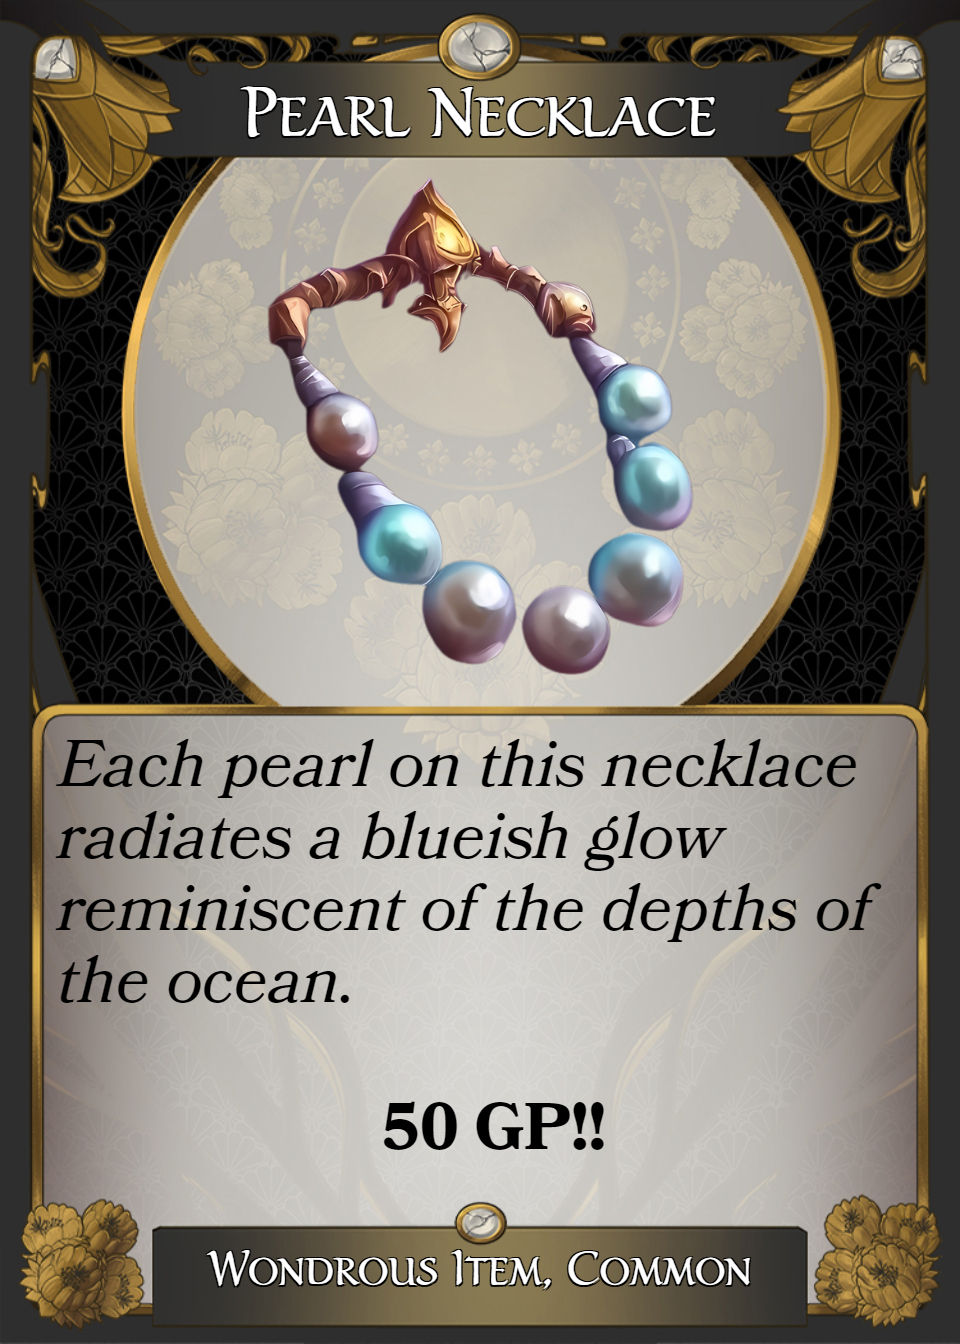 Pearl Necklace
Each pearl on this necklace
radiates a blueish glow
reminiscent of the depths of
the ocean.
50 GP!!
Wondrous Item, Common